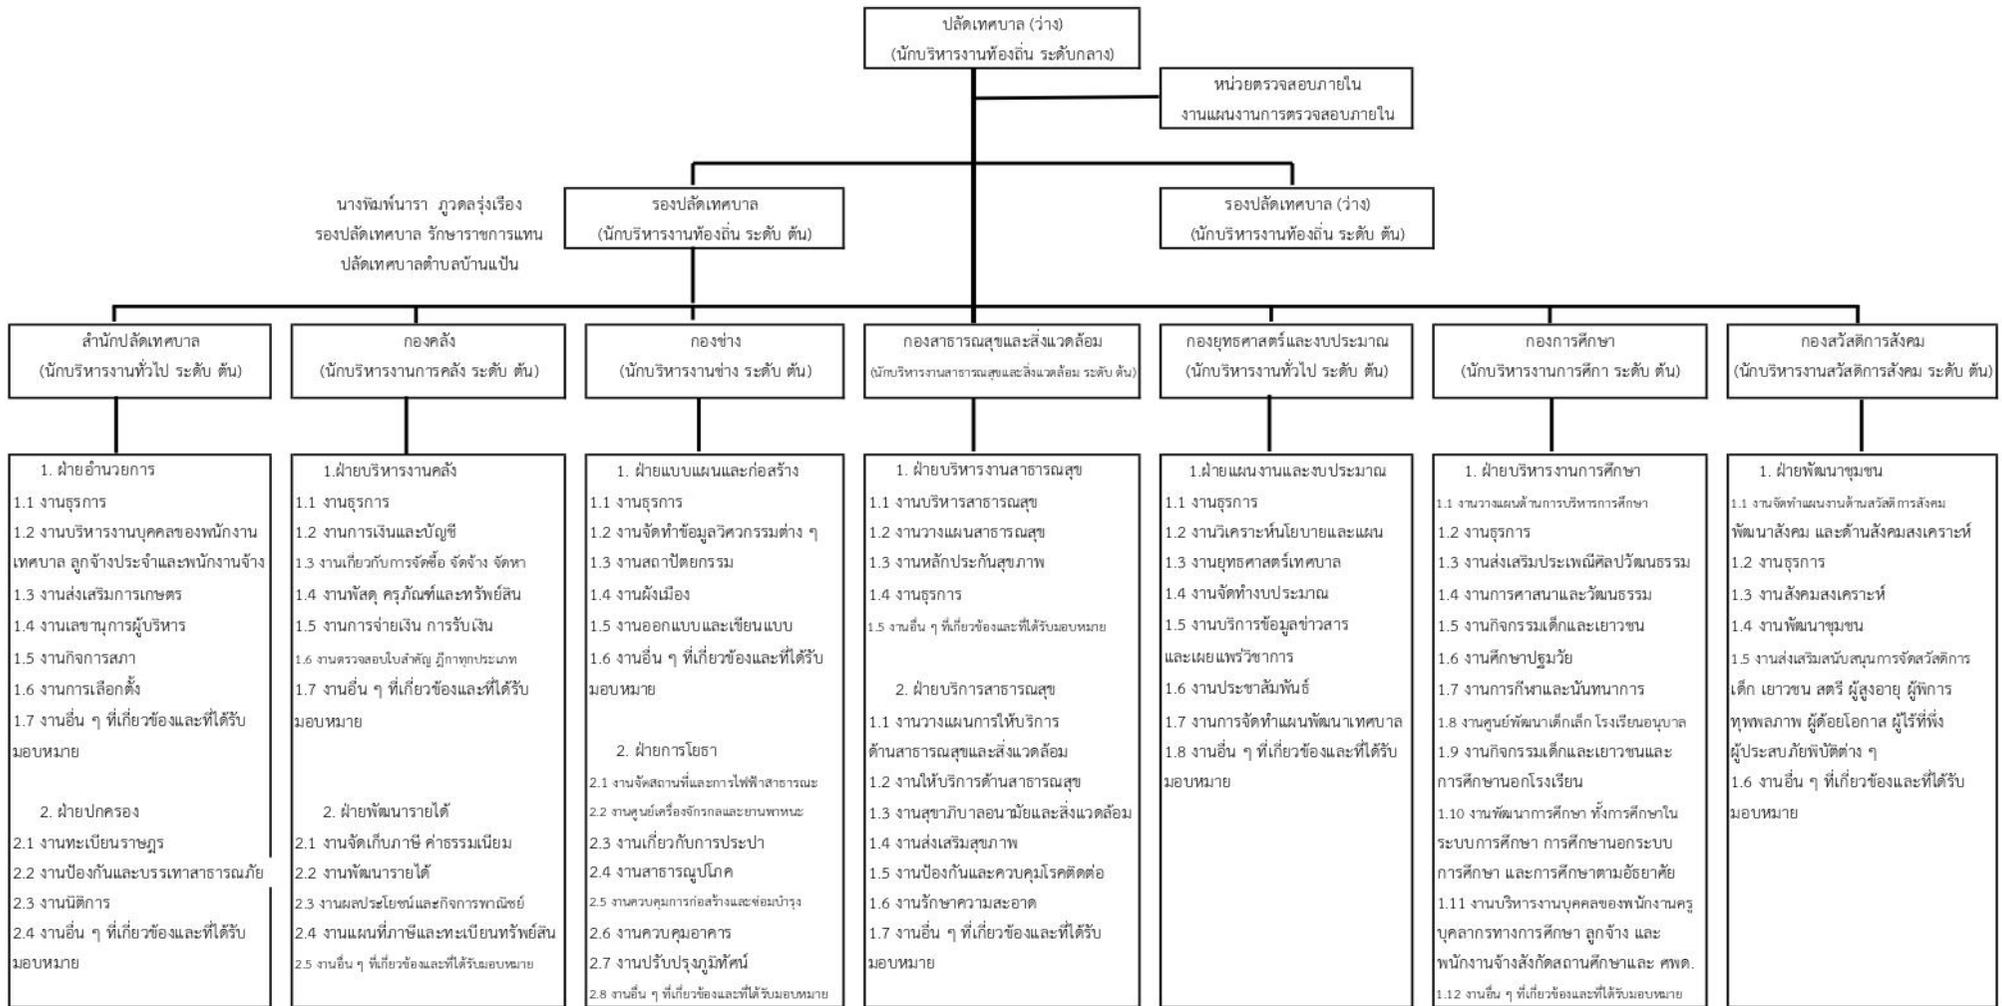 ปลัดเทศบาล (ว่าง)
(นักบริหารงานท้องถิ่น ระดับกลาง)
หน่วยตรวจสอบภายใน
งานแผนงานการตรวจสอบภายใน
นางพิมพ์นารา ภูวดลรุ่งเรือง
รองปลัดเทศบาล รักษาราชการแทน
ปลัดเทศบาลตำบลบ้านแป้น
รองปลัดเทศบาล
(นักบริหารงานท้องถิ่น ระดับ ต้น)
รองปลัดเทศบาล (ว่าง)
(นักบริหารงานท้องถิ่น ระดับ ต้น)
สำนักปลัดเทศบาล
(นักบริหารงานทั่วไป ระดับ ต้น)
กองคลัง
(นักบริหารงานการคลัง ระดับ ต้น)
กองช่าง
(นักบริหารงานช่าง ระดับ ต้น)
กองสาธารณสุขและสิ่งแวดล้อม
(นักบริหารงานสาธารณสุขและสิ่งแวดล้อม ระดับ ต้น)
กองยุทธศาสตร์และงบประมาณ
(นักบริหารงานทั่วไป ระดับ ต้น)
กองการศึกษา
(นักบริหารงานการศึกา ระดับ ต้น)
กองสวัสดิการสังคม
(นักบริหารงานสวัสดิการสังคม ระดับ ต้น)
1. ฝ่ายอำนวยการ
1.1 งานธุรการ
1.2 งานบริหารงานบุคคลของพนักงาน
เทศบาล ลูกจ้างประจำและพนักงานจ้าง
1.3 งานส่งเสริมการเกษตร
1.4 งานเลขานุการผู้บริหาร
1.5 งานกิจการสภา
1.6 งานการเลือกตั้ง
1.7 งานอื่น ๆ ที่เกี่ยวข้องและที่ได้รับ
มอบหมาย
2. ฝ่ายปกครอง
2.1 งานทะเบียนราษฎร
2.2 งานป้องกันและบรรเทาสาธารณภัย
2.3 งานนิติการ
2.4 งานอื่น ๆ ที่เกี่ยวข้องและที่ได้รับ
มอบหมาย
1.ฝ่ายบริหารงานคลัง
1.1 งานธุรการ
1.2 งานการเงินและบัญชี
1.3 งานเกี่ยวกับการจัดซื้อ จัดจ้าง จัดหา
1.4 งานพัสดุ ครุภัณฑ์และทรัพย์สิน
1.5 งานการจ่ายเงิน การรับเงิน
1.6 งานตรวจสอบใบสำคัญ ฎีกาทุกประเภท
1.7 งานอื่น ๆ ที่เกี่ยวข้องและที่ได้รับ
มอบหมาย
2. ฝ่ายพัฒนารายได้
2.1 งานจัดเก็บภาษี ค่าธรรมเนียม
2.2 งานพัฒนารายได้
2.3 งานผลประโยชน์และกิจการพาณิชย์
2.4 งานแผนที่ภาษีและทะเบียนทรัพย์สิน
2.5 งานอื่น ๆ ที่เกี่ยวข้องและที่ได้รับมอบหมาย
1. ฝ่ายแบบแผนและก่อสร้าง
1.1 งานธุรการ
1.2 งานจัดทำข้อมูลวิศวกรรมต่าง ๆ
1.3 งานสถาปัตยกรรม
1.4 งานผังเมือง
1.5 งานออกแบบและเขียนแบบ
1.6 งานอื่น ๆ ที่เกี่ยวข้องและที่ได้รับ
มอบหมาย
2. ฝ่ายการโยธา
2.1 งานจัดสถานที่และการไฟฟ้าสาธารณะ
2.2 งานศูนย์เครื่องจักรกลและยานพาหนะ
2.3 งานเกี่ยวกับการประปา
2.4 งานสาธารณูปโภค
2.5 งานควบคุมการก่อสร้างและซ่อมบำรุง
2.6 งานควบคุมอาคาร
2.7 งานปรับปรุงภูมิทัศน์
2.8 งานอื่น ๆ ที่เกี่ยวข้องและที่ได้รับมอบหมาย
1. ฝ่ายบริหารงานสาธารณสุข
1.1 งานบริหารสาธารณสุข
1.2 งานวางแผนสาธารณสุข
1.3 งานหลักประกันสุขภาพ
1.4 งานธุรการ
1.5 งานอื่น ๆ ที่เกี่ยวข้องและที่ได้รับมอบหมาย
2. ฝ่ายบริการสาธารณสุข
1.1 งานวางแผนการให้บริการ
ด้านสาธารณสุขและสิ่งแวดล้อม
1.2 งานให้บริการด้านสาธารณสุข
1.3 งานสุขาภิบาลอนามัยและสิ่งแวดล้อม
1.4 งานส่งเสริมสุขภาพ
1.5 งานป้องกันและควบคุมโรคติดต่อ
1.6 งานรักษาความสะอาด
1.7 งานอื่น ๆ ที่เกี่ยวข้องและที่ได้รับ
มอบหมาย
1.ฝ่ายแผนงานและงบประมาณ
1.1 งานธุรการ
1.2 งานวิเคราะห์นโยบายและแผน
1.3 งานยุทธศาสตร์เทศบาล
1.4 งานจัดทำงบประมาณ
1.5 งานบริการข้อมูลข่าวสาร
และเผยแพร่วิชาการ
1.6 งานประชาสัมพันธ์
1.7 งานการจัดทำแผนพัฒนาเทศบาล
1.8 งานอื่น ๆ ที่เกี่ยวข้องและที่ได้รับ
มอบหมาย
1. ฝ่ายบริหารงานการศึกษา
1.1 งานวางแผนด้านการบริหารการศึกษา
1.2 งานธุรการ
1.3 งานส่งเสริมประเพณีศิลปวัฒนธรรม
1.4 งานการศาสนาและวัฒนธรรม
1.5 งานกิจกรรมเด็กและเยาวชน
1.6 งานศึกษาปฐมวัย
1.7 งานการกีฬาและนันทนาการ
1.8 งานศูนย์พัฒนาเด็กเล็ก โรงเรียนอนุบาล
1.9 งานกิจกรรมเด็กและเยาวชนและ
การศึกษานอกโรงเรียน
1.10 งานพัฒนาการศึกษา ทั้งการศึกษาใน
ระบบการศึกษา การศึกษานอกระบบ
การศึกษา และการศึกษาตามอัธยาศัย
1.11 งานบริหารงานบุคคลของพนักงานครู
บุคลากรทางการศึกษา ลูกจ้าง และ
พนักงานจ้างสังกัดสถานศึกษาและ ศพด.
1.12 งานอื่น ๆ ที่เกี่ยวข้องและที่ได้รับมอบหมาย
1. ฝ่ายพัฒนาชุมชน
1.1 งานจัดทำแผนงานด้านสวัสดิการสังคม
พัฒนาสังคม และด้านสังคมสงเคราะห์
1.2 งานธุรการ
1.3 งานสังคมสงเคราะห์
1.4 งานพัฒนาชุมชน
1.5 งานส่งเสริมสนับสนุนการจัดสวัสดิการ
เด็ก เยาวชน สตรี ผู้สูงอายุ ผู้พิการ
ทุพพลภาพ ผู้ด้อยโอกาส ผู้ไร้ที่พึ่ง
ผู้ประสบภัยพิบัติต่าง ๆ
1.6 งานอื่น ๆ ที่เกี่ยวข้องและที่ได้รับ
มอบหมาย